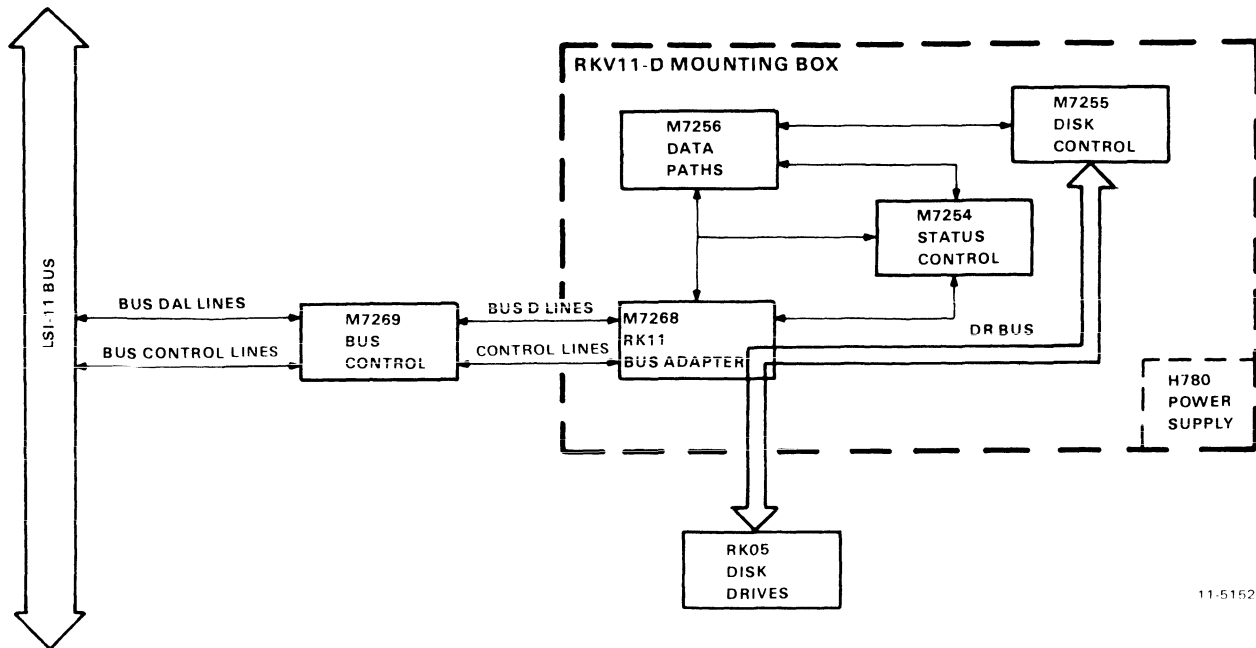 RKV11-D MOUNTING BOX
M7256
DATA
PATHS
M7255
DISK
CONTROL
M7254
STATUS
CONTROL
LSI-11 BUS
BUS DAL LINES
BUS CONTROL LINES
M7269
BUS
CONTROL
BUS D LINES
CONTROL LINES
M7268
RK11
BUS ADAPTER
DR BUS
H780
POWER
SUPPLY
RK05
DISK
DRIVES
11-5152